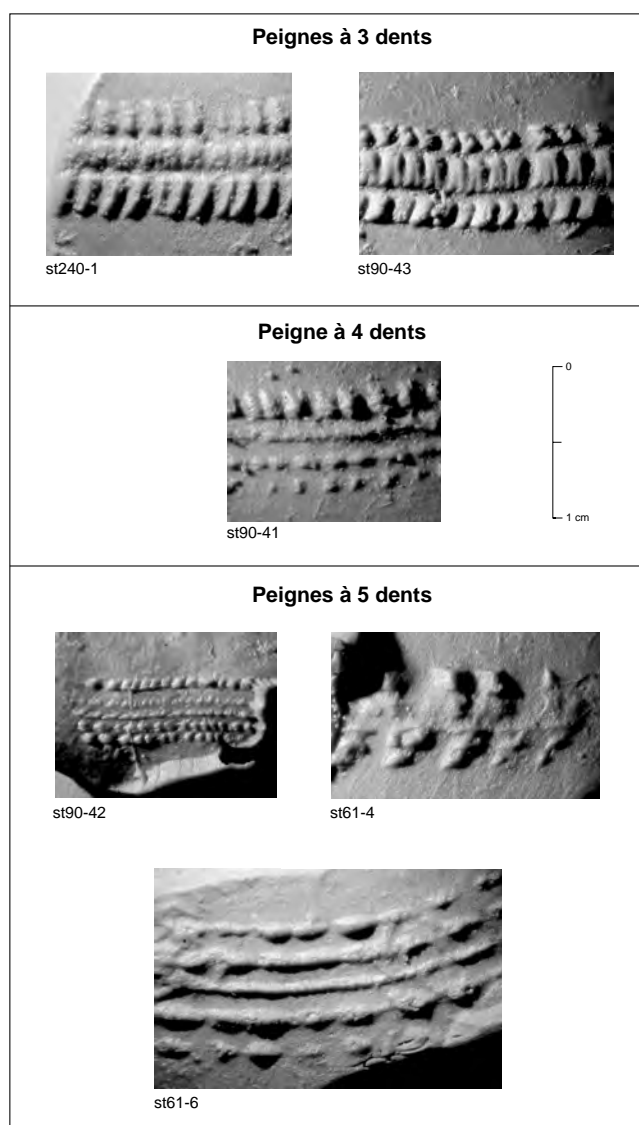 Peignes à 3 dents
st240-1
st90-43
Peigne à 4 dents
0
1 cm
st90-41
Peignes à 5 dents
st90-42
st61-4
st61-6